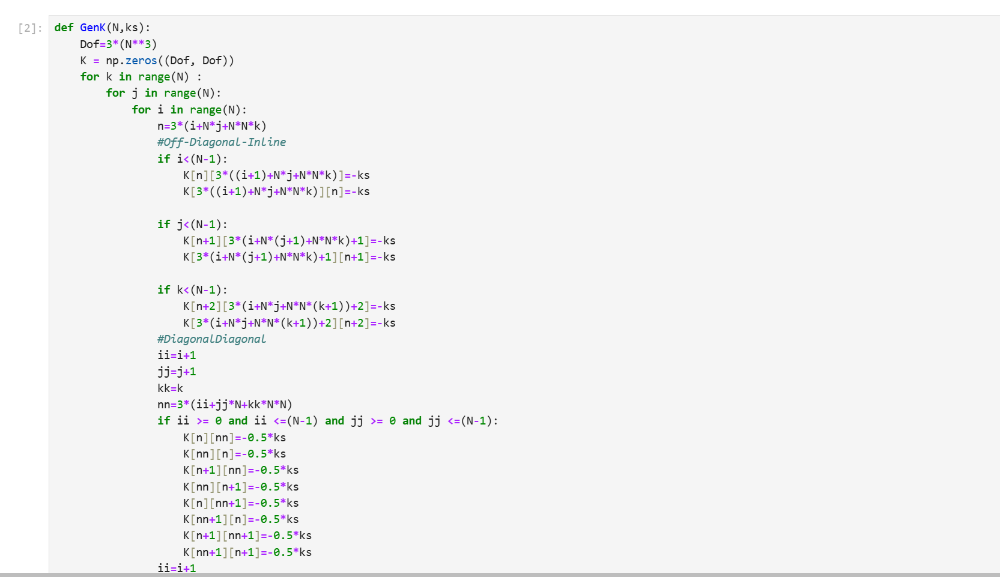 [2]: def GenK(N,ks):
    Dof=3*(N**3)
    K = np.zeros((Dof, Dof))
    for k in range(N) :
        for j in range(N):
            for i in range(N):
                n=3*(i+N*j+N*N*k)
                #Off-Diagonal-Inline
                if i<(N-1):
                    K[n][3*((i+1)+N*j+N*N*k)]=-ks
                    K[3*((i+1)+N*j+N*N*k)][n]=-ks

                if j<(N-1):
                    K[n+1][3*(i+N*(j+1)+N*N*k)+1]=-ks
                    K[3*(i+N*(j+1)+N*N*k)+1][n+1]=-ks

                if k<(N-1):
                    K[n+2][3*(i+N*j+N*N*(k+1))+2]=-ks
                    K[3*(i+N*j+N*N*(k+1))+2][n+2]=-ks
                #DiagonalDiagonal
                ii=i+1
                jj=j+1
                kk=k
                nn=3*(ii+jj*N+kk*N*N)
                if ii >= 0 and ii <=(N-1) and jj >= 0 and jj <=(N-1):
                    K[n][nn]=-0.5*ks
                    K[nn][n]=-0.5*ks
                    K[n+1][nn]=-0.5*ks
                    K[nn][n+1]=-0.5*ks
                    K[n][nn+1]=-0.5*ks
                    K[nn+1][n]=-0.5*ks
                    K[n+1][nn+1]=-0.5*ks
                    K[nn+1][n+1]=-0.5*ks
                ii=i+1